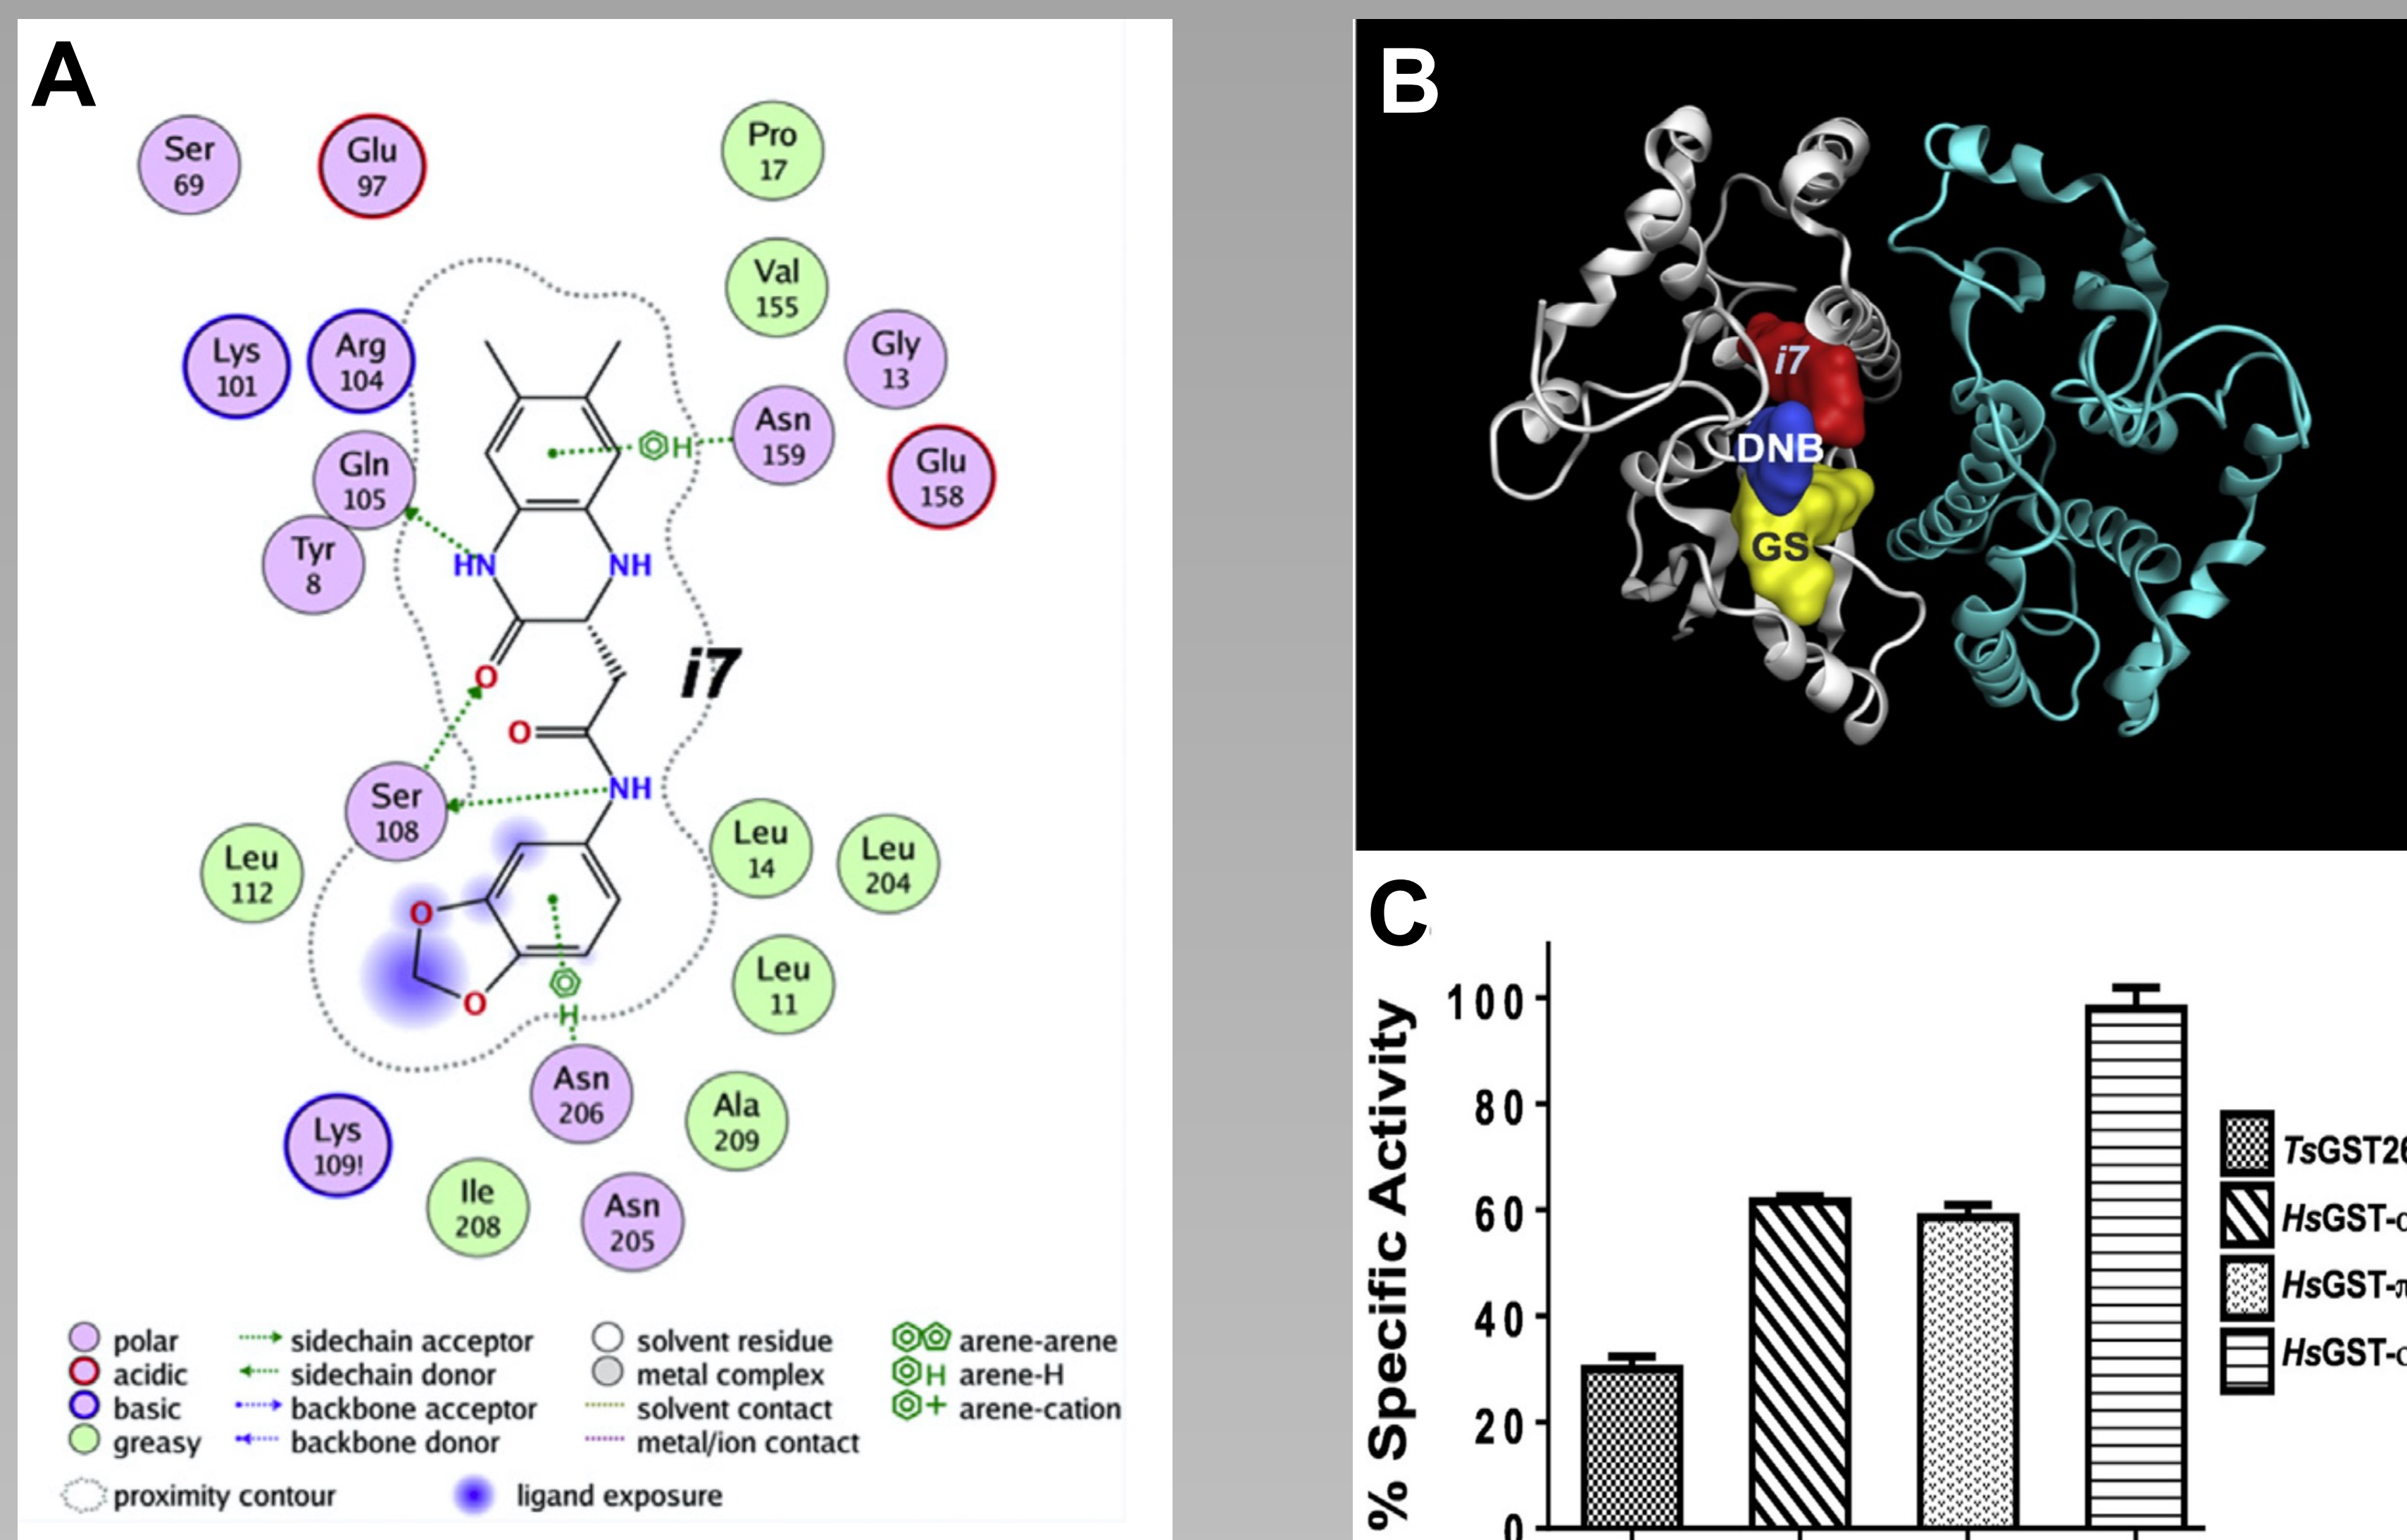 A
Ser
69
Glu
97
Pro
17
Val
155
Lys
101
Arg
104
Gly
13
Asn
159
Gln
105
Glu
158
Tyr
8
H
HN
NH
O
i7
O
NH
Ser
108
Leu
112
Leu
14
Leu
204
O
O
Leu
11
H
Asn
206
Ala
209
Lys
109!
Ile
208
Asn
205
polar
sidechain acceptor
solvent residue
arene-arene
acidic
sidechain donor
metal complex
H arene-H
basic
backbone acceptor
solvent contact
+ arene-cation
greasy
backbone donor
metal/ion contact
proximity contour
ligand exposure
B
i7
DNB
GS
C
% Specific Activity
100
80
60
40
20
0
TsGST26
HsGST-
HsGST-π
HsGST-